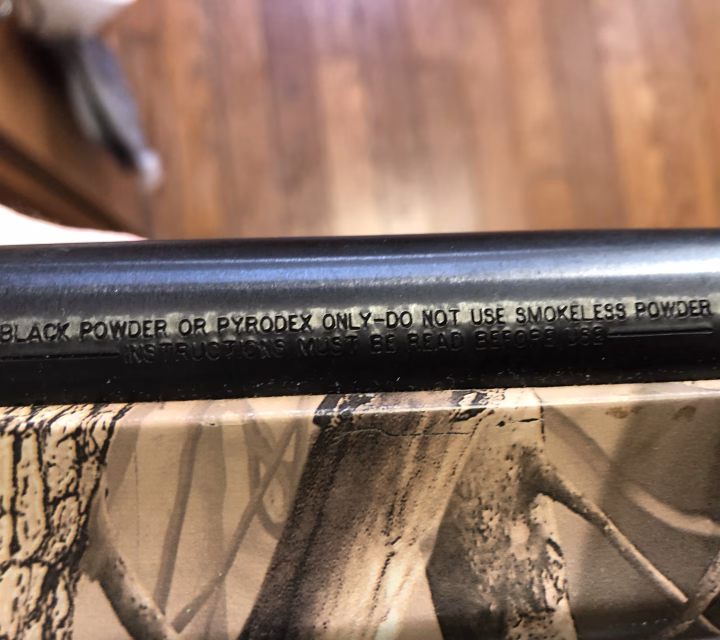 BLACK POWDER OR PYRODEX ONLY-DO NOT USE SMOKELESS POWDER
INSTRUCTIONS MUST BE READ BEFORE USE